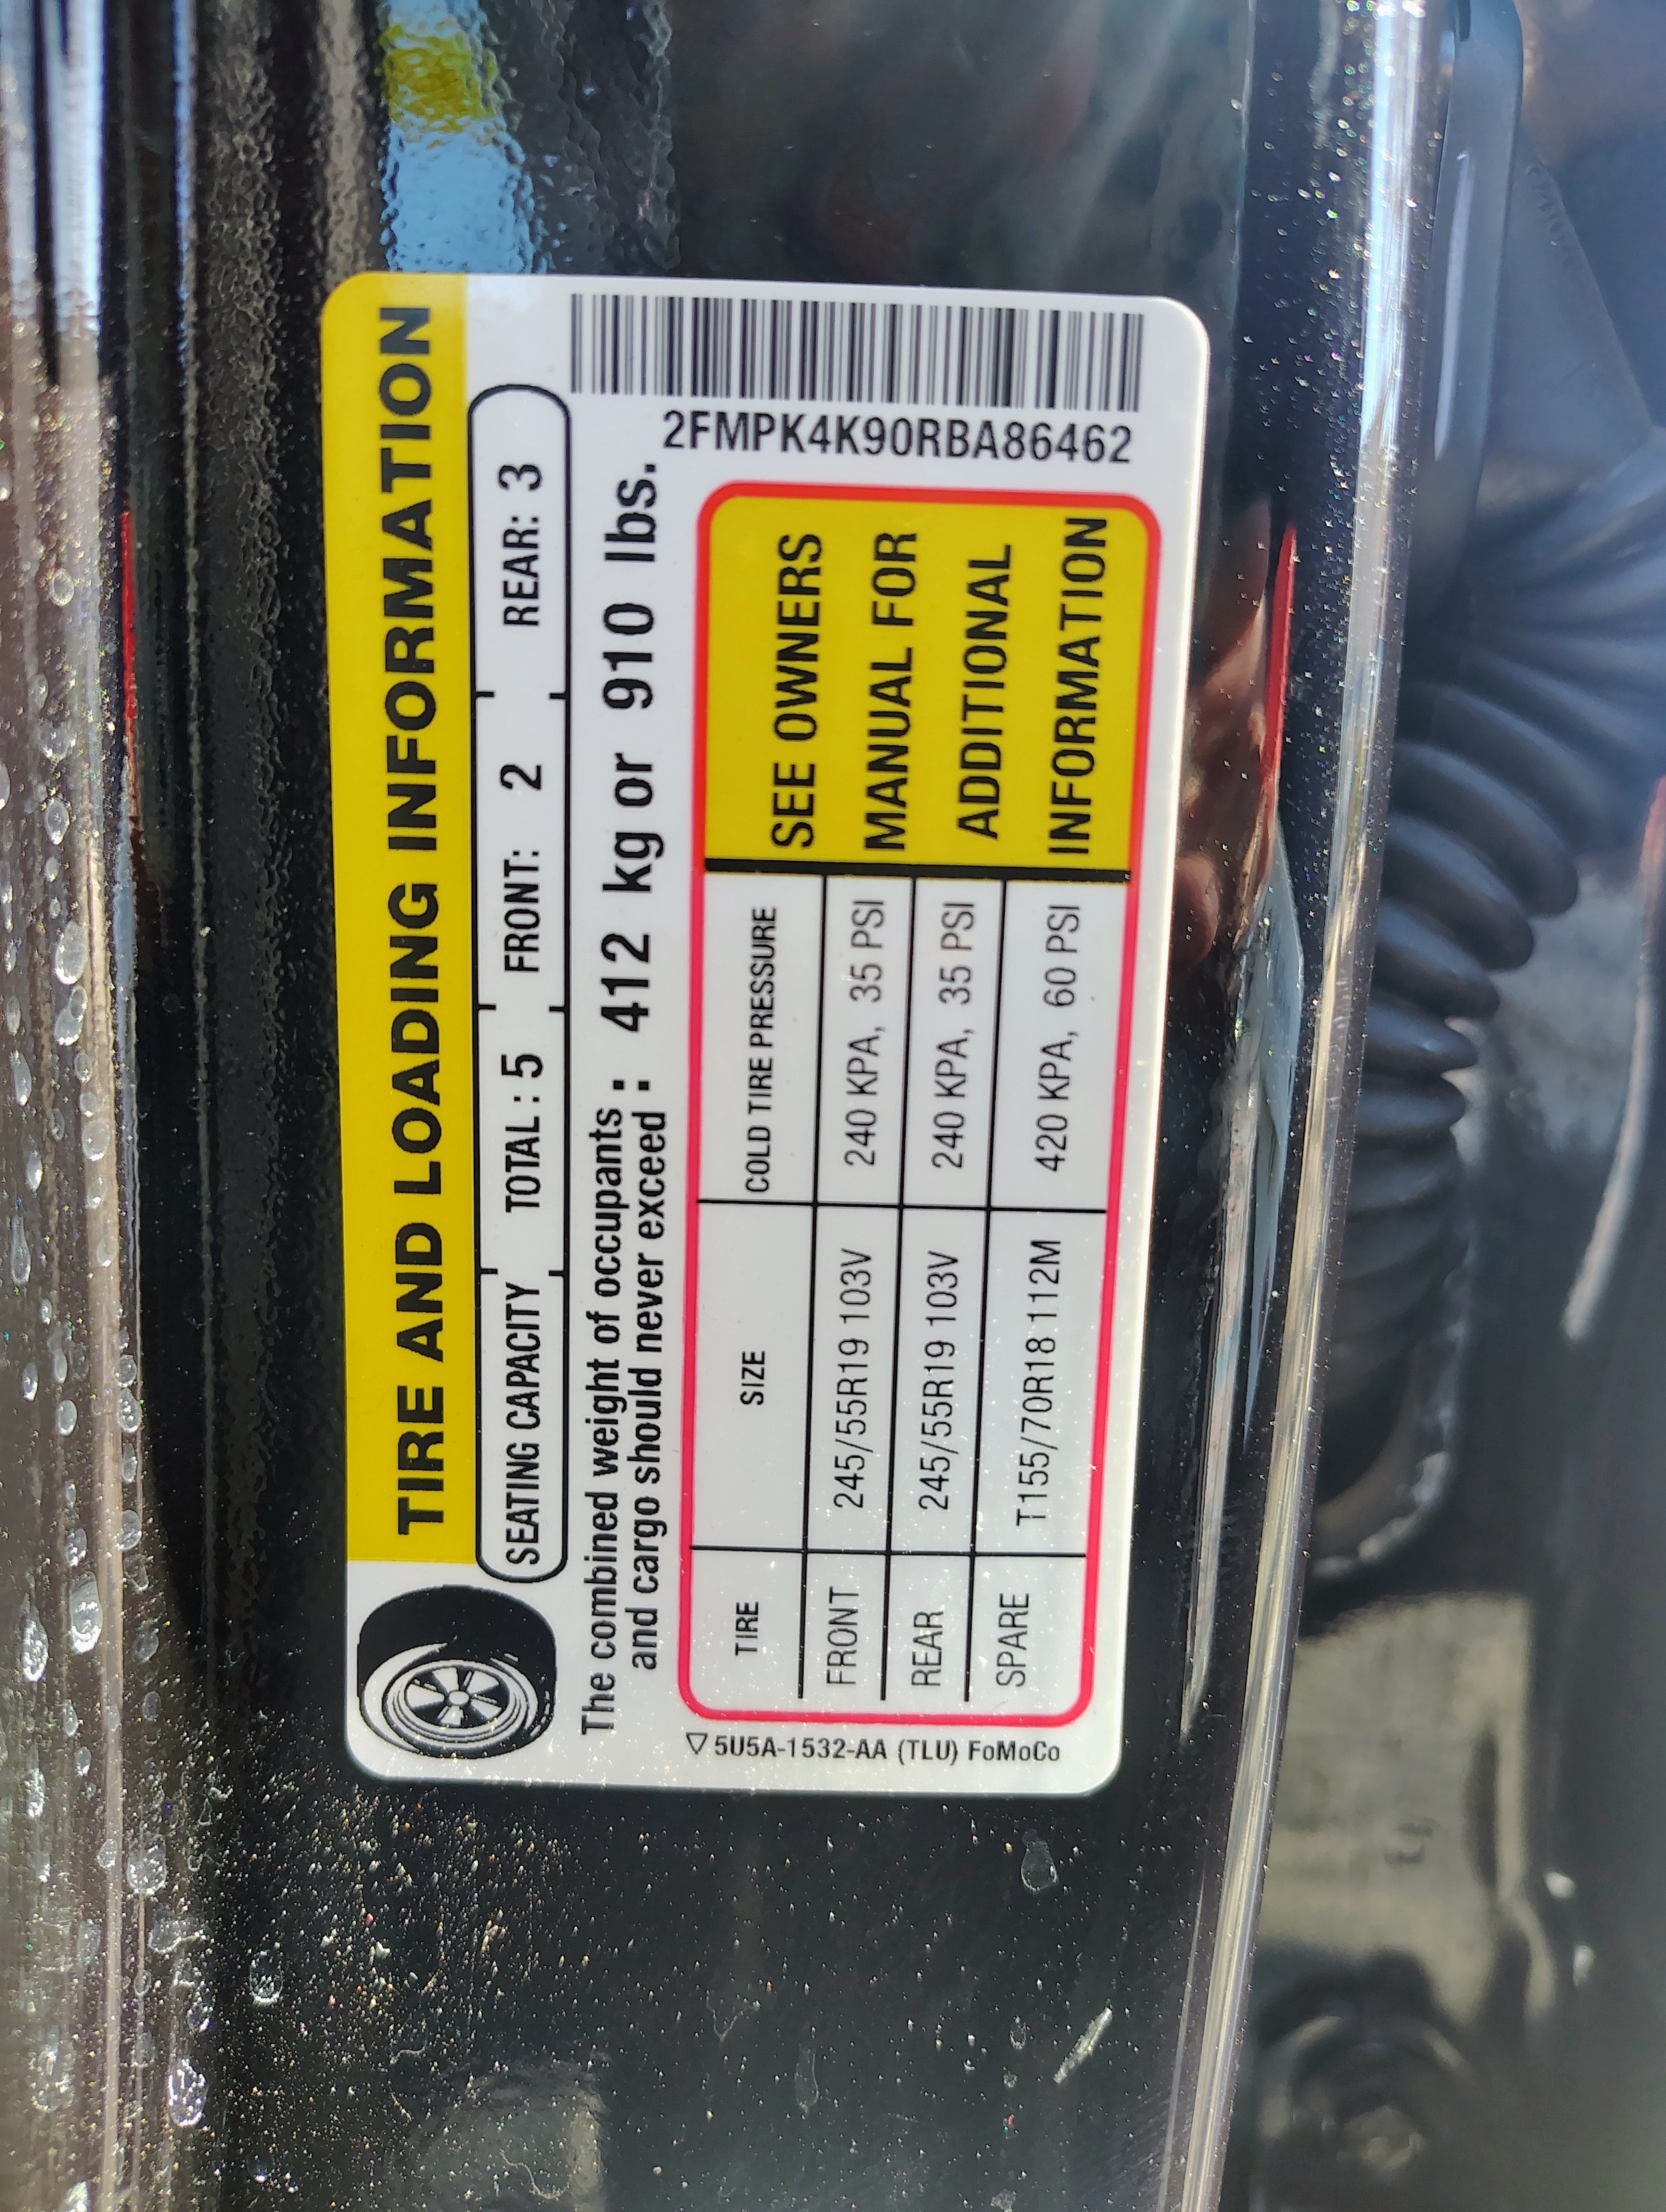 TIRE AND LOADING INFORMATION
SEATING CAPACITY TOTAL : 5 FRONT: 2 REAR: 3
The combined weight of occupants
and cargo should never exceed : 412 kg or 910 lbs.
TIRE SIZE COLD TIRE PRESSURE
FRONT 245/55R19 103V 240 KPA, 35 PSI
REAR 245/55R19 103V 240 KPA, 35 PSI
SPARE T155/70R18 112M 420 KPA, 60 PSI
SEE OWNERS
MANUAL FOR
ADDITIONAL
INFORMATION
2FMPK4K90RBA86462
5U5A-1532-AA (TLU) FoMoCo